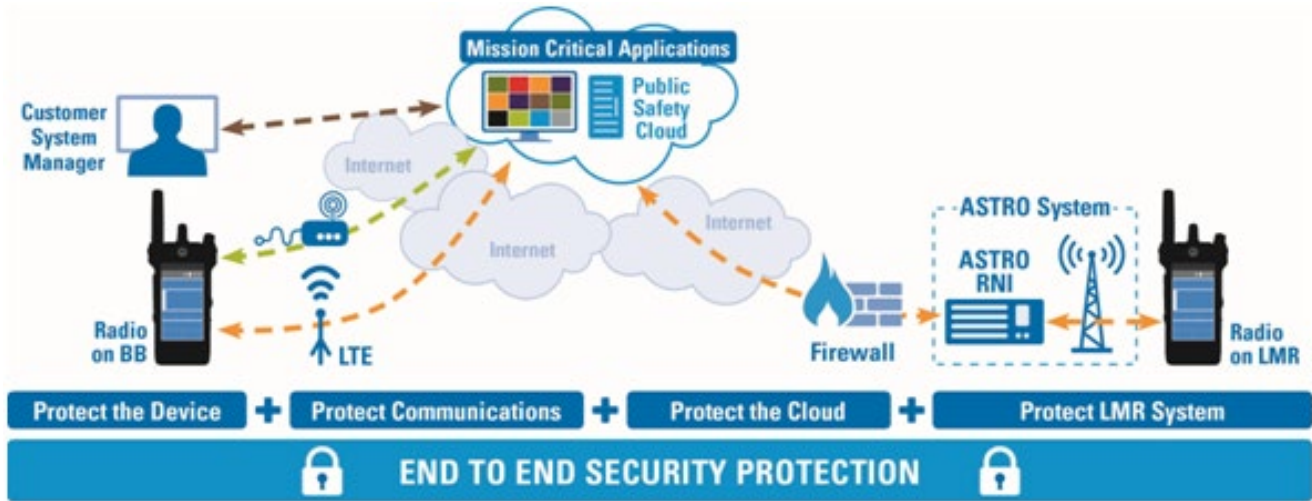 Mission Critical Applications
Public
Safety
Cloud
Customer
System
Manager
Internet
Internet
Internet
ASTRO System
ASTRO
RNI
Radio
on BB
LTE
Firewall
Radio
on LMR
Protect the Device + Protect Communications + Protect the Cloud + Protect LMR System
END TO END SECURITY PROTECTION